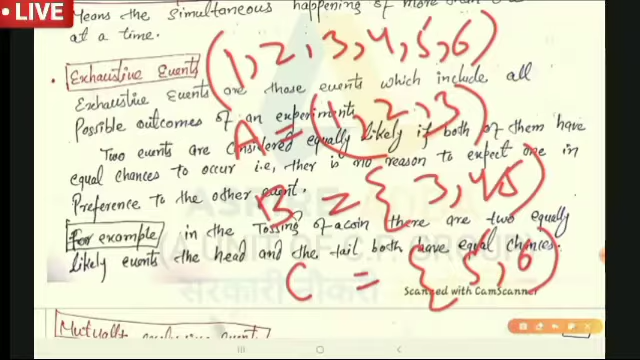 LIVE
Means the simultaneous happening of more than
at a time.
(1, 2, 3, 4, 5, 6)
• Exhaustive Events
Exhaustive Events are those events which include all
Possible outcomes of an experiments
A = (1, 2, 3)
Two events are considered equally likely if both of them have
equal chances to occur i.e, ther is no reason to expect one in
Preference to the other event.
B = {3, 4, 5)
For example in the Tossing of a coin there are two equally
likely events the head and the tail both have equal chances.
C = {5, 6)
Scanned with CamScanner
सरकारी नौकरी
Mutually